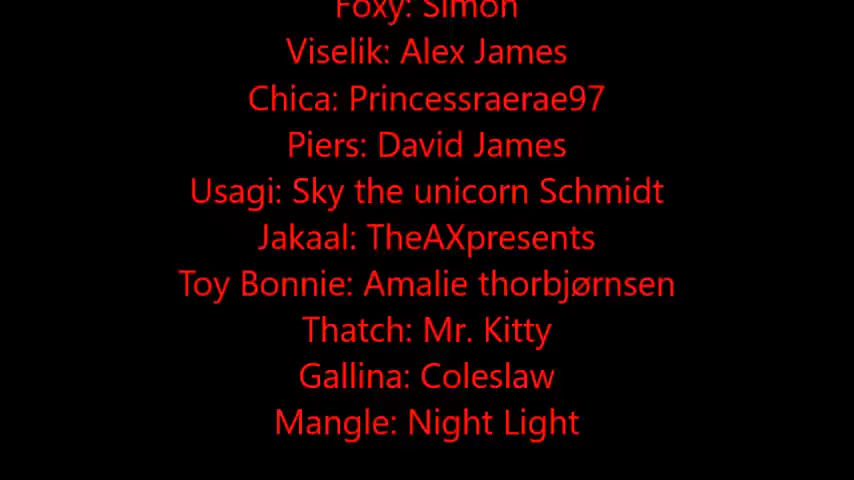 Foxy: Simon
Viselik: Alex James
Chica: Princessraerae97
Piers: David James
Usagi: Sky the unicorn Schmidt
Jakaal: TheAXpresents
Toy Bonnie: Amalie thorbjørnsen
Thatch: Mr. Kitty
Gallina: Coleslaw
Mangle: Night Light